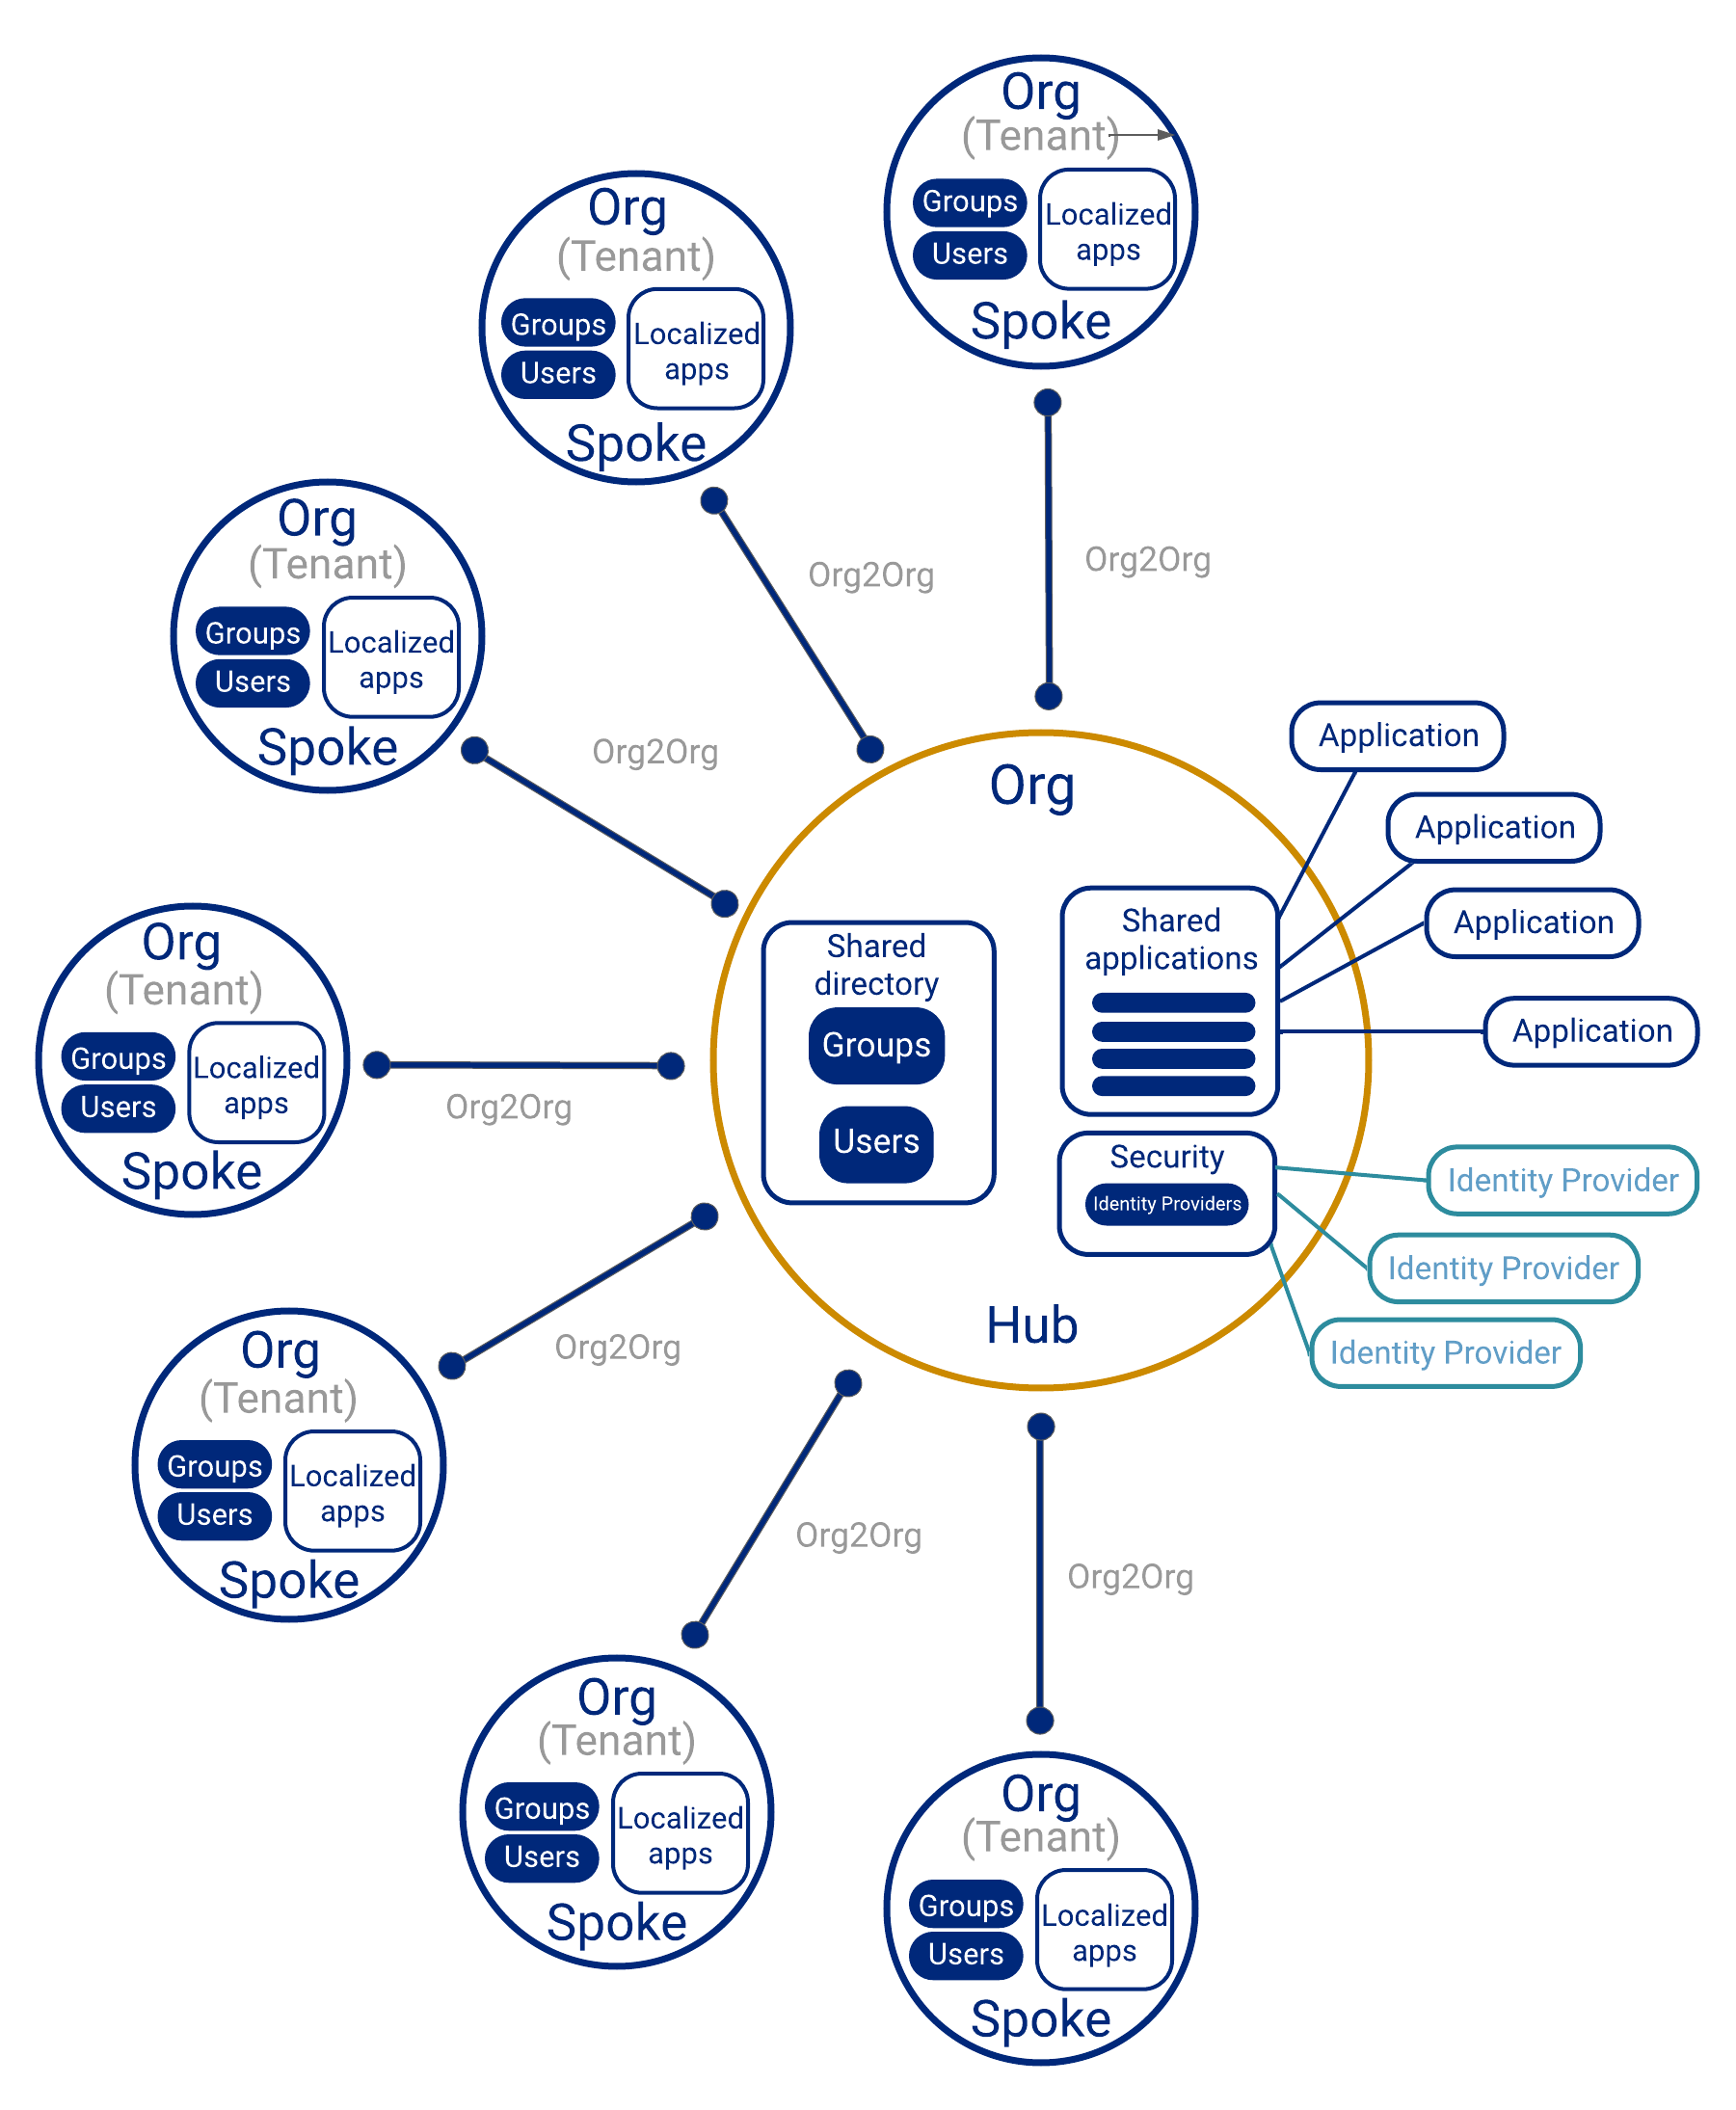 Org
(Tenant)
Groups
Users
Localized
apps
Spoke
Org
(Tenant)
Groups
Users
Localized
apps
Spoke
Org
(Tenant)
Groups
Users
Localized
apps
Spoke
Org
(Tenant)
Groups
Users
Localized
apps
Spoke
Org
(Tenant)
Groups
Users
Localized
apps
Spoke
Org
(Tenant)
Groups
Users
Localized
apps
Spoke
Org
(Tenant)
Groups
Users
Localized
apps
Spoke
Org2Org
Org2Org
Org2Org
Org2Org
Org2Org
Org2Org
Org2Org
Org
Shared
directory
Groups
Users
Shared
applications
Security
Identity Providers
Hub
Application
Application
Application
Application
Identity Provider
Identity Provider
Identity Provider